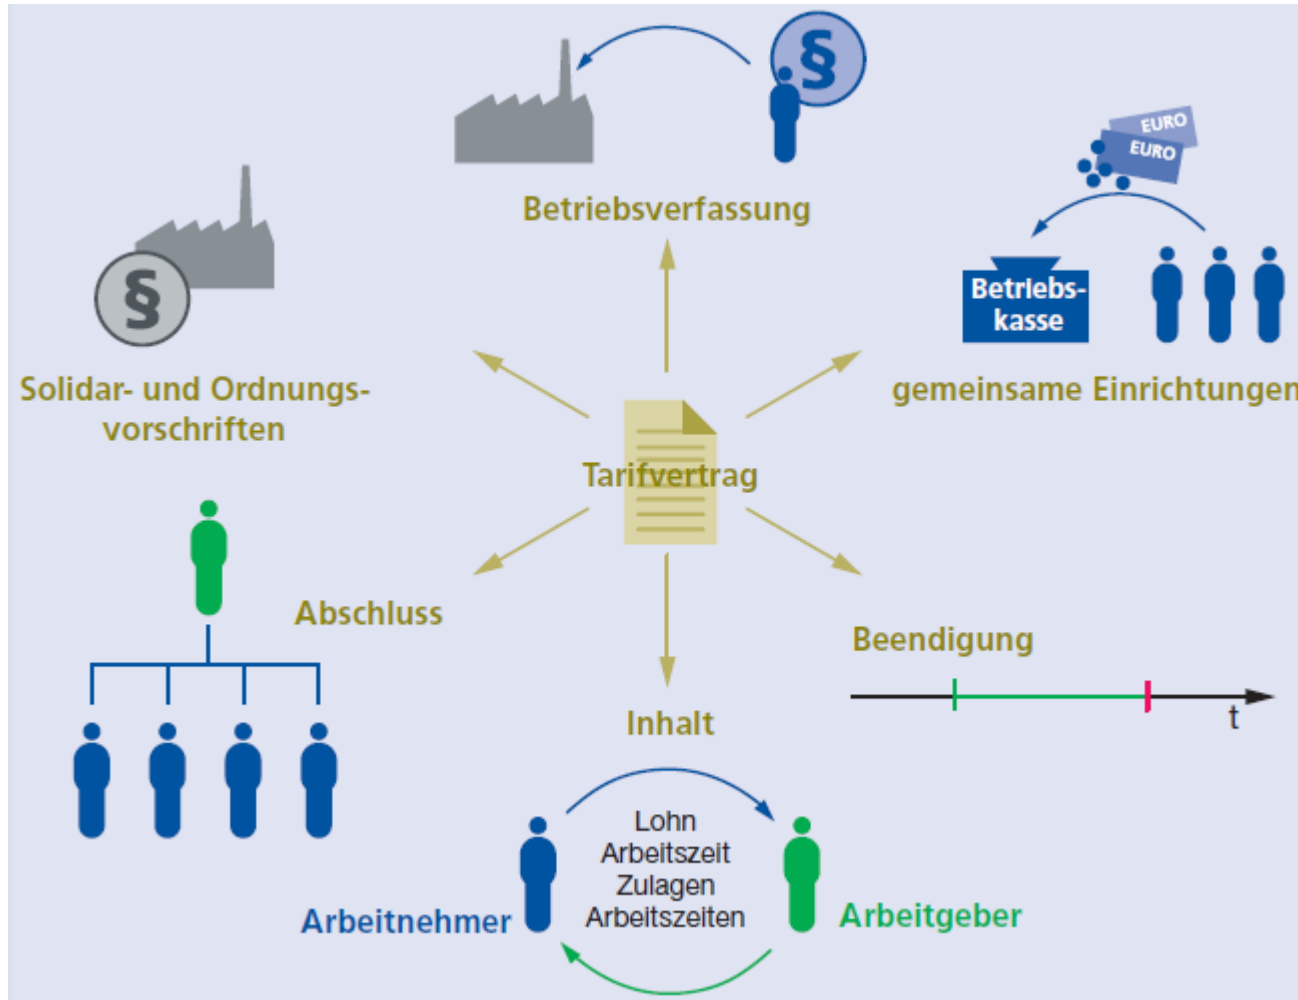 §
EURO
EURO
Betriebsverfassung
Betriebs-
kasse
§
Solidar- und Ordnungs-
vorschriften
gemeinsame Einrichtungen
Tarifvertrag
Abschluss
Beendigung
t
Inhalt
Lohn
Arbeitszeit
Zulagen
Arbeitszeiten
Arbeitnehmer
Arbeitgeber